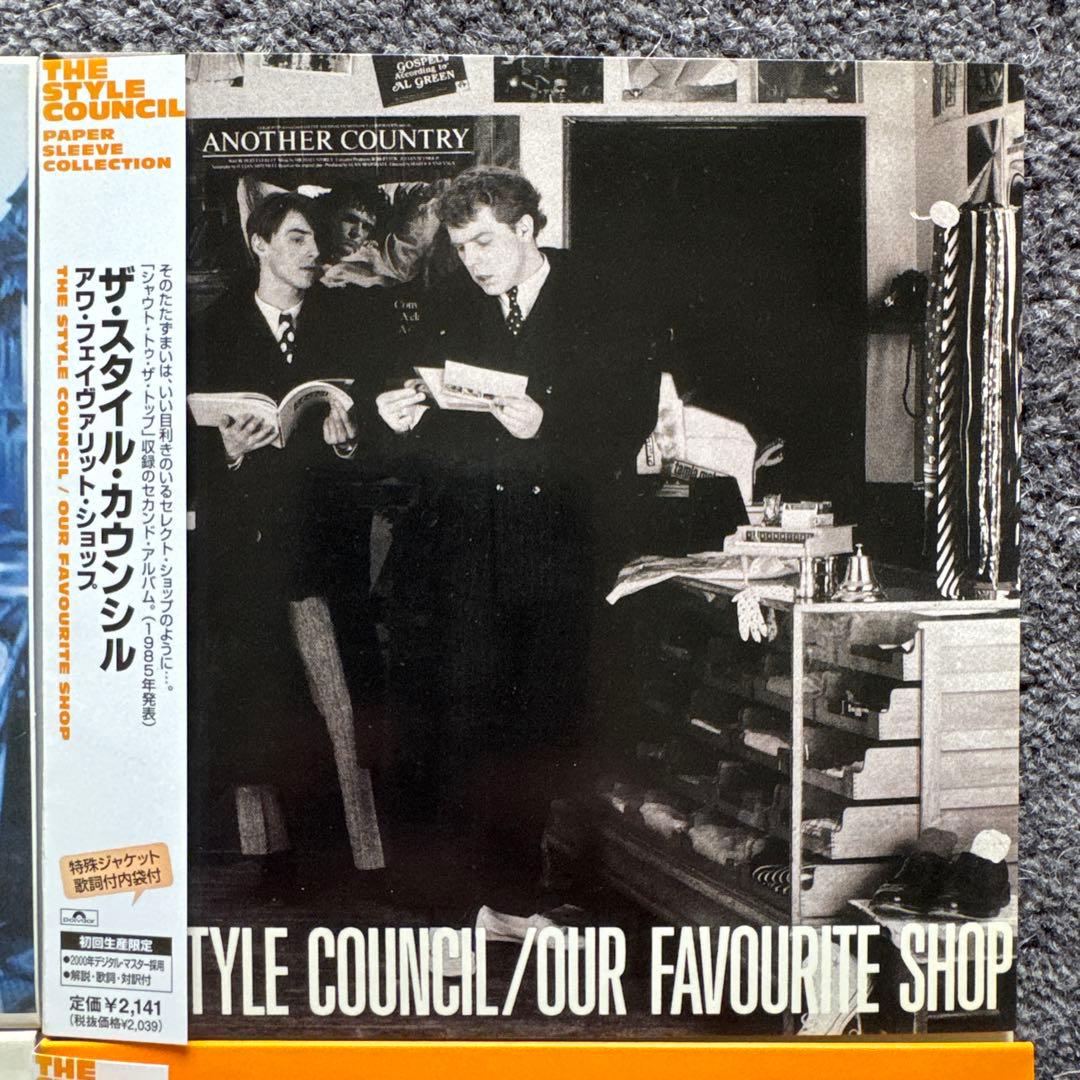 THE
STYLE
COUNCIL
PAPER
SLEEVE
COLLECTION
そのたたずまいは、いい目利きのいるセレクト・ショップのように…。
「シャウト・トゥ・ザ・トップ」収録のセカンド・アルバム。(1985年発表)
ザ・スタイル・カウンシル
アワ・フェイヴァリット・ショップ
THE STYLE COUNCIL / OUR FAVOURITE SHOP
特殊ジャケット
歌詞付内袋付
Polydor
初回生産限定
●2000年デジタル・マスター採用
●解説・歌詞・対訳付
定価¥2,141
(税抜価格¥2,039)
GOSPEL
According to
AL GREEN
ANOTHER COUNTRY
TYLE COUNCIL/OUR FAVOURITE SHOP
THE